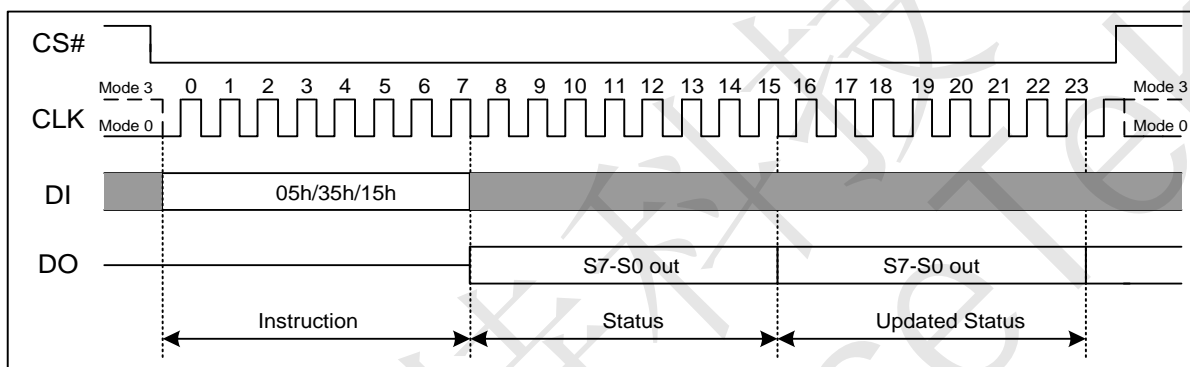 CS#
Mode 3 0 1 2 3 4 5 6 7 8 9 10 11 12 13 14 15 16 17 18 19 20 21 22 23 Mode 3
CLK
Mode 0 Mode 0
DI 05h/35h/15h
DO S7-S0 out S7-S0 out
Instruction Status Updated Status